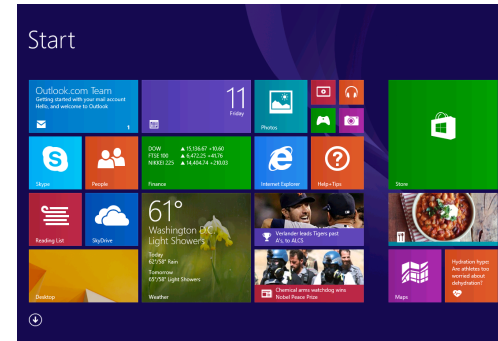 Start
Outlook.com Team
Getting started with your mail account
Hello, and welcome to Outlook
1
11
Friday
Photos
Store
Skype
People
DOW ▲ 15,136.67 +10.60
FTSE 100 ▲ 6,472.25 +41.76
NIKKEI 225 ▲ 14,404.74 +210.03
Finance
Internet Explorer
Help+Tips
Reading List
SkyDrive
61°
Washington D.C.
Light Showers
Today
62°/58° Rain
Tomorrow
65°/58° Light Showers
Weather
Verlander leads Tigers past
A's, to ALCS
Desktop
Chemical arms watchdog wins
Nobel Peace Prize
Maps
Hydration hype:
Are athletes too
worried about
dehydration?